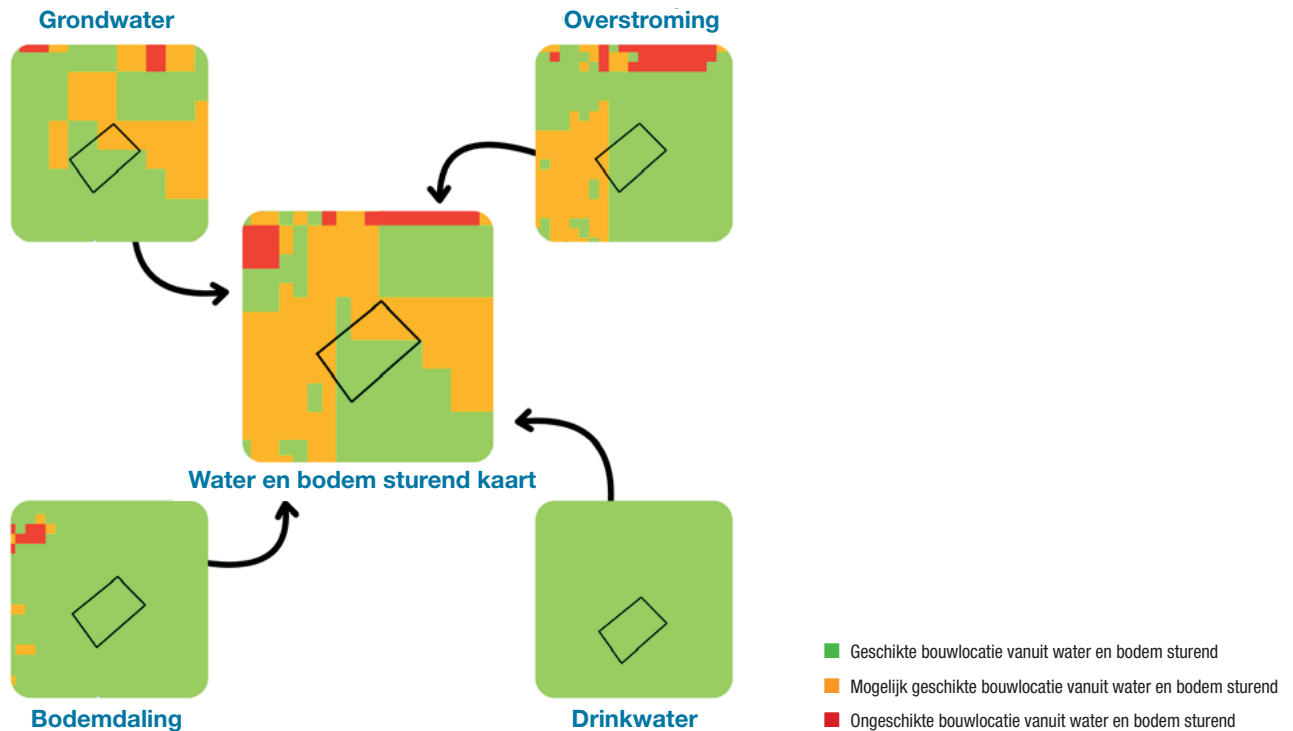 Grondwater
Overstroming
Water en bodem sturend kaart
Bodemdaling
Drinkwater
Geschikte bouwlocatie vanuit water en bodem sturend
Mogelijk geschikte bouwlocatie vanuit water en bodem sturend
Ongeschikte bouwlocatie vanuit water en bodem sturend